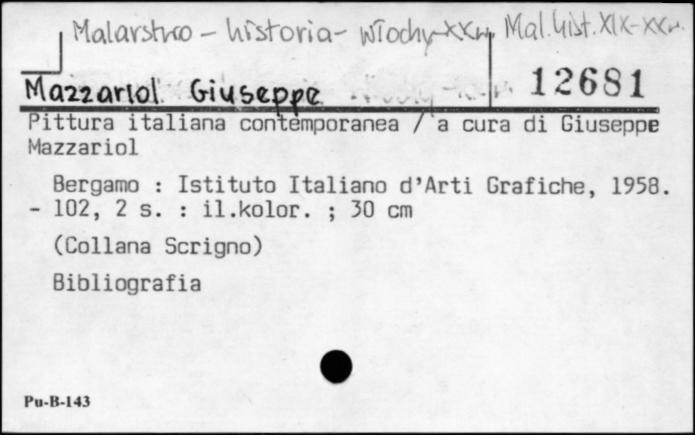 Malarstwo - historia - Włochy - XX w. Mal. hist. XIX-XX w.
Mazzariol Giuseppe 12681
Pittura italiana contemporanea / a cura di Giuseppe
Mazzariol
Bergamo : Istituto Italiano d'Arti Grafiche, 1958.
- 102, 2 s. : il.kolor. ; 30 cm
(Collana Scrigno)
Bibliografia
Pu-B-143